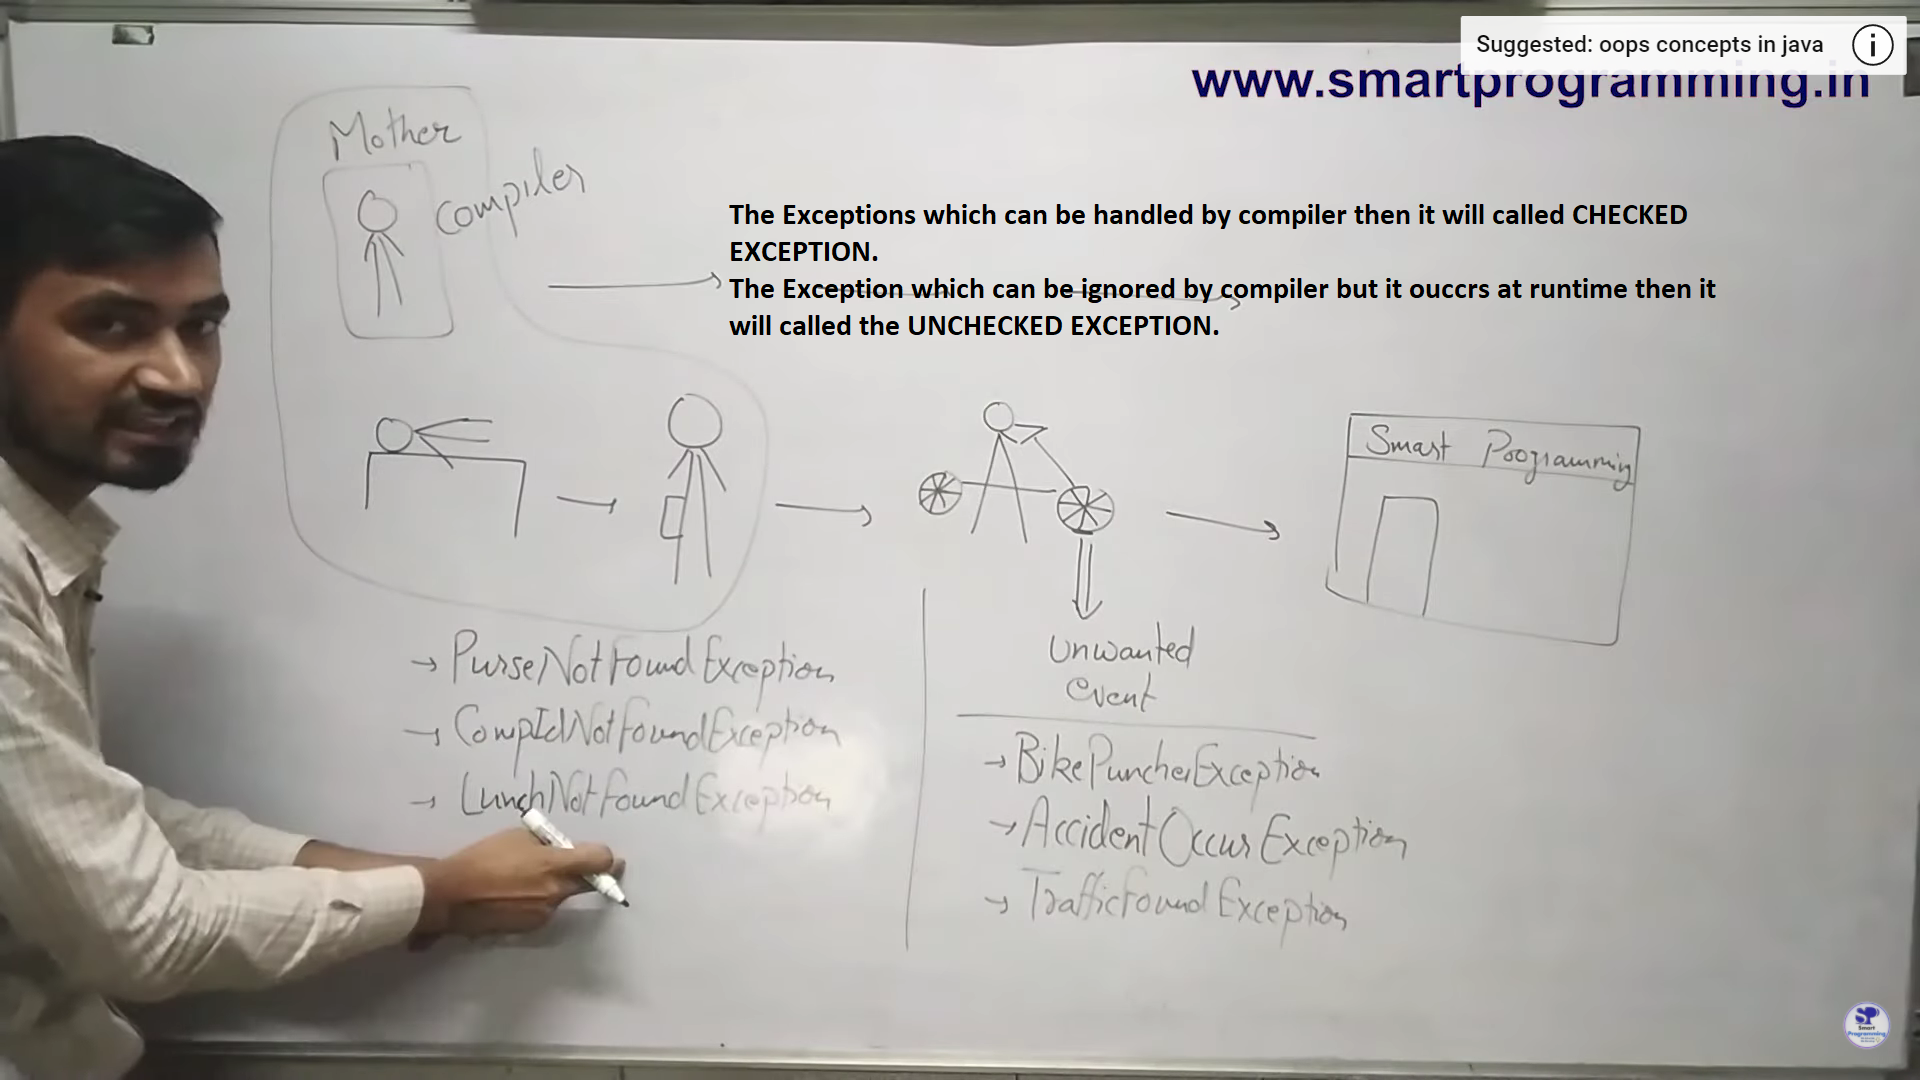 Suggested: oops concepts in java
www.smartprogramming.in
Mother
Compiler
The Exceptions which can be handled by compiler then it will called CHECKED
EXCEPTION.
The Exception which can be ignored by compiler but it ouccrs at runtime then it
will called the UNCHECKED EXCEPTION.
Smart Programming
→ PurseNotFoundException
→ CompIdNotFoundException
→ LunchNotFoundException
Unwanted
event
→ BikePuncherException
→ AccidentOccurException
→ TrafficFoundException
SP
Smart
Programming